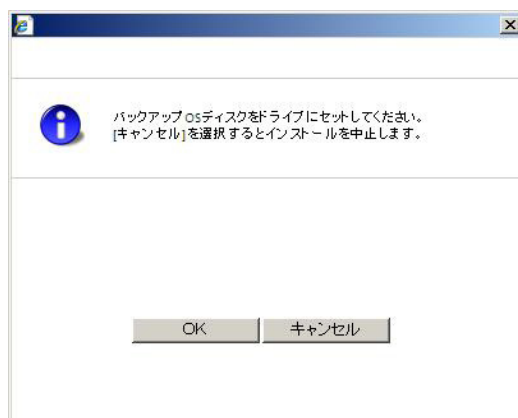 バックアップOSディスクをドライブにセットしてください。
[キャンセル]を選択するとインストールを中止します。
OK
キャンセル